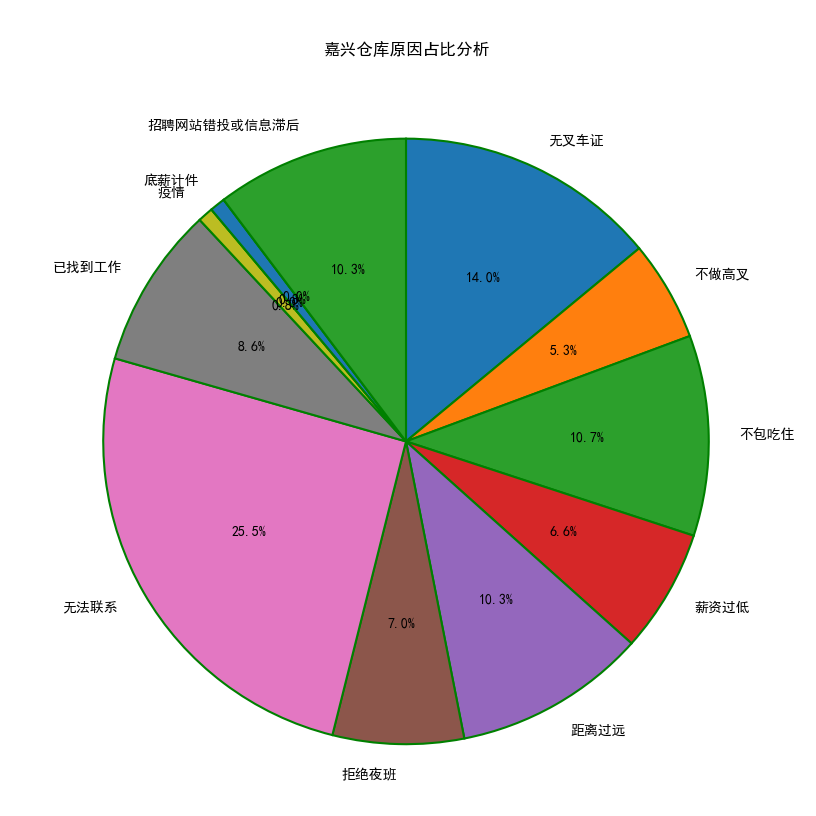 嘉兴仓库原因占比分析
招聘网站错投或信息滞后
无叉车证
底薪计件
疫情
已找到工作
不做高叉
10.3%
14.0%
8.6%
5.3%
不包吃住
10.7%
25.5%
6.6%
无法联系
10.3%
薪资过低
7.0%
距离过远
拒绝夜班